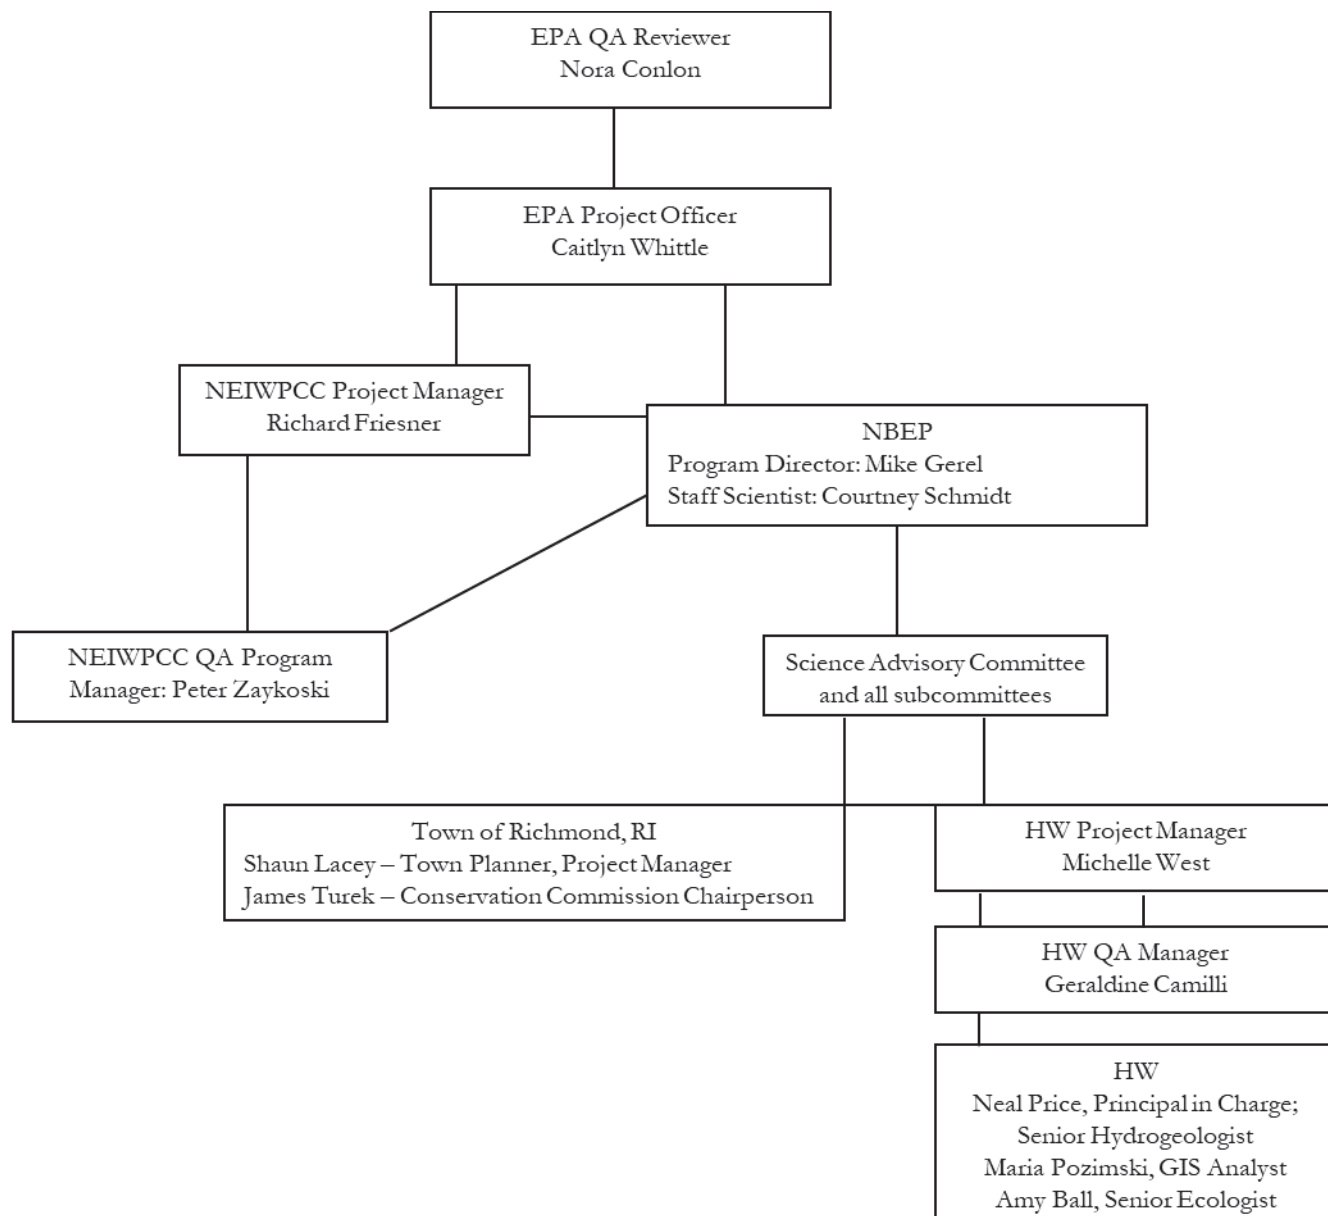 EPA QA Reviewer
Nora Conlon
EPA Project Officer
Caitlyn Whittle
NEIWPCC Project Manager
Richard Friesner
NBEP
Program Director: Mike Gerel
Staff Scientist: Courtney Schmidt
NEIWPCC QA Program
Manager: Peter Zaykoski
Science Advisory Committee
and all subcommittees
Town of Richmond, RI
Shaun Lacey – Town Planner, Project Manager
James Turek – Conservation Commission Chairperson
HW Project Manager
Michelle West
HW QA Manager
Geraldine Camilli
HW
Neal Price, Principal in Charge;
Senior Hydrogeologist
Maria Pozimski, GIS Analyst
Amy Ball, Senior Ecologist